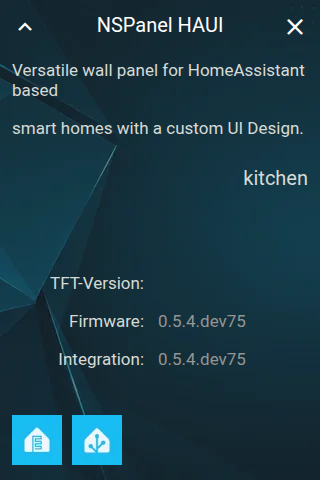 NSPanel HAUI
Versatile wall panel for HomeAssistant
based
smart homes with a custom UI Design.
kitchen
TFT-Version:
Firmware: 0.5.4.dev75
Integration: 0.5.4.dev75